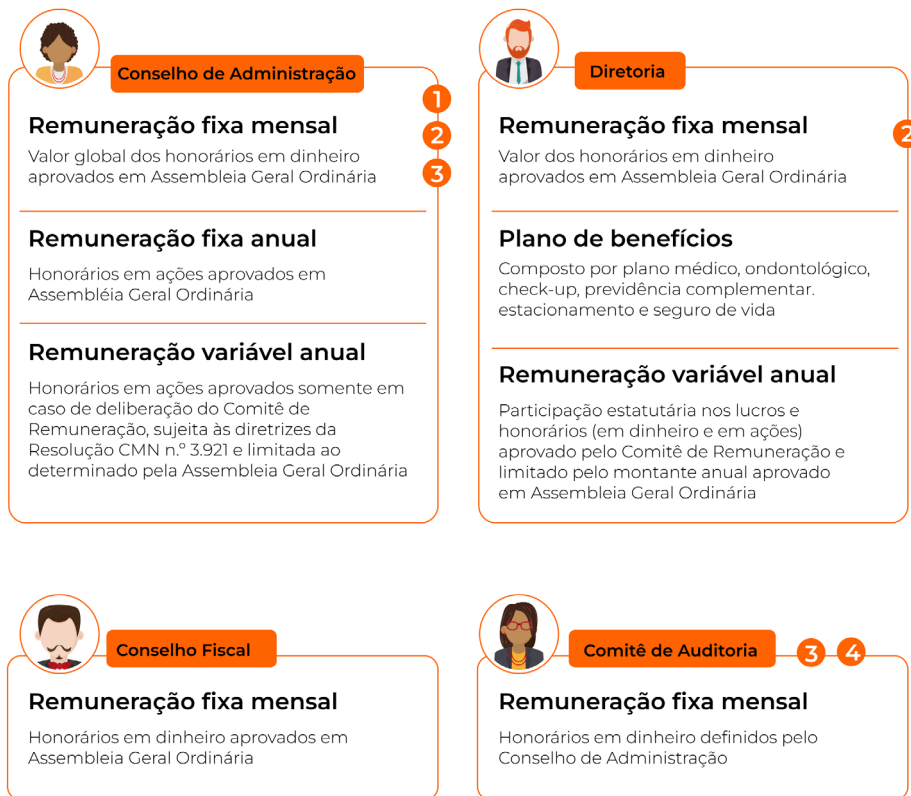 Conselho de Administração
1
Remuneração fixa mensal
2
Valor global dos honorários em dinheiro
aprovados em Assembleia Geral Ordinária
3
Remuneração fixa anual
Honorários em ações aprovados em
Assembléia Geral Ordinária
Remuneração variável anual
Honorários em ações aprovados somente em
caso de deliberação do Comitê de
Remuneração, sujeita às diretrizes da
Resolução CMN n.º 3.921 e limitada ao
determinado pela Assembleia Geral Ordinária
Diretoria
Remuneração fixa mensal
2
Valor dos honorários em dinheiro
aprovados em Assembleia Geral Ordinária
Plano de benefícios
Composto por plano médico, ondontológico,
check-up, previdência complementar.
estacionamento e seguro de vida
Remuneração variável anual
Participação estatutária nos lucros e
honorários (em dinheiro e em ações)
aprovado pelo Comitê de Remuneração e
limitado pelo montante anual aprovado
em Assembleia Geral Ordinária
Conselho Fiscal
Remuneração fixa mensal
Honorários em dinheiro aprovados em
Assembleia Geral Ordinária
Comitê de Auditoria
3 4
Remuneração fixa mensal
Honorários em dinheiro definidos pelo
Conselho de Administração